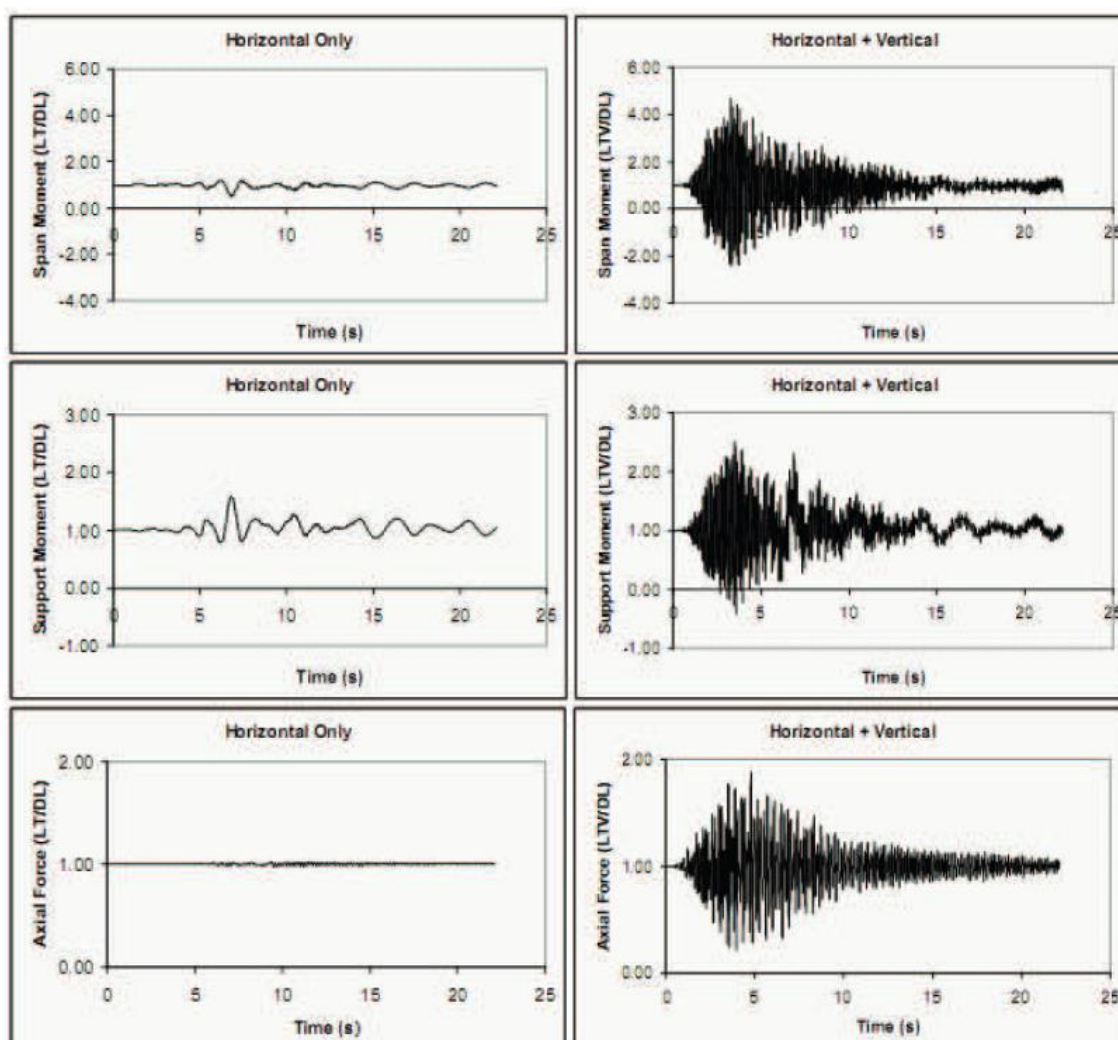 Horizontal Only
Span Moment (LT/DL)
6.00
4.00
2.00
0.00
-2.00
-4.00
0 5 10 15 20 25
Time (s)
Horizontal + Vertical
Span Moment (LTV/DL)
6.00
4.00
2.00
0.00
-2.00
-4.00
0 5 10 15 20 25
Time (s)
Horizontal Only
Support Moment (LT/DL)
3.00
2.00
1.00
0.00
-1.00
0 5 10 15 20 25
Time (s)
Horizontal + Vertical
Support Moment (LTV/DL)
3.00
2.00
1.00
0.00
-1.00
0 5 10 15 20 25
Time (s)
Horizontal Only
Axial Force (LT/DL)
2.00
1.00
0.00
0 5 10 15 20 25
Time (s)
Horizontal + Vertical
Axial Force (LTV/DL)
2.00
1.00
0.00
0 5 10 15 20 25
Time (s)